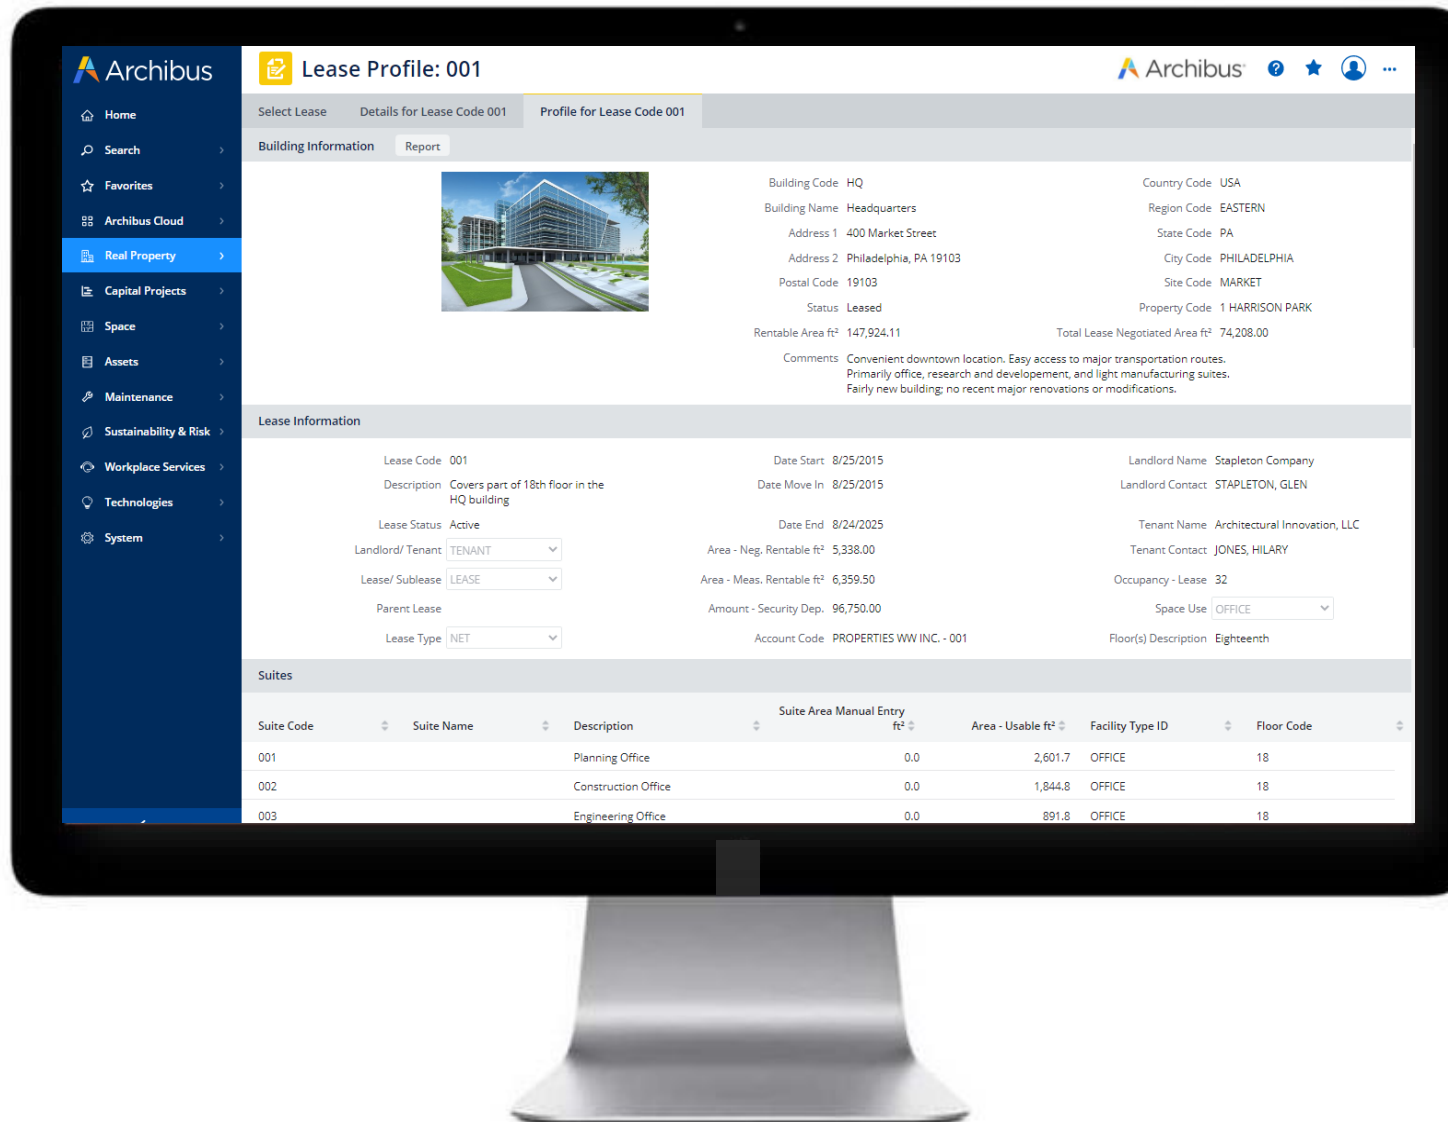 Archibus
Lease Profile: 001
Archibus
Home
Search
Favorites
Archibus Cloud
Real Property
Capital Projects
Space
Assets
Maintenance
Sustainability & Risk
Workplace Services
Technologies
System
Select Lease Details for Lease Code 001 Profile for Lease Code 001
Building Information Report
Building Code HQ Country Code USA
Building Name Headquarters Region Code EASTERN
Address 1 400 Market Street State Code PA
Address 2 Philadelphia, PA 19103 City Code PHILADELPHIA
Postal Code 19103 Site Code MARKET
Status Leased Property Code 1 HARRISON PARK
Rentable Area ft² 147,924.11 Total Lease Negotiated Area ft² 74,208.00
Comments Convenient downtown location. Easy access to major transportation routes.
Primarily office, research and developement, and light manufacturing suites.
Fairly new building; no recent major renovations or modifications.
Lease Information
Lease Code 001 Date Start 8/25/2015 Landlord Name Stapleton Company
Description Covers part of 18th floor in the Date Move In 8/25/2015 Landlord Contact STAPLETON, GLEN
HQ building
Lease Status Active Date End 8/24/2025 Tenant Name Architectural Innovation, LLC
Landlord/ Tenant TENANT Area - Neg. Rentable ft² 5,338.00 Tenant Contact JONES, HILARY
Lease/ Sublease LEASE Area - Meas. Rentable ft² 6,359.50 Occupancy - Lease 32
Parent Lease Amount - Security Dep. 96,750.00 Space Use OFFICE
Lease Type NET Account Code PROPERTIES WW INC. - 001 Floor(s) Description Eighteenth
Suites
Suite Area Manual Entry
Suite Code Suite Name Description ft² Area - Usable ft² Facility Type ID Floor Code
001 Planning Office 0.0 2,601.7 OFFICE 18
002 Construction Office 0.0 1,844.8 OFFICE 18
003 Engineering Office 0.0 891.8 OFFICE 18